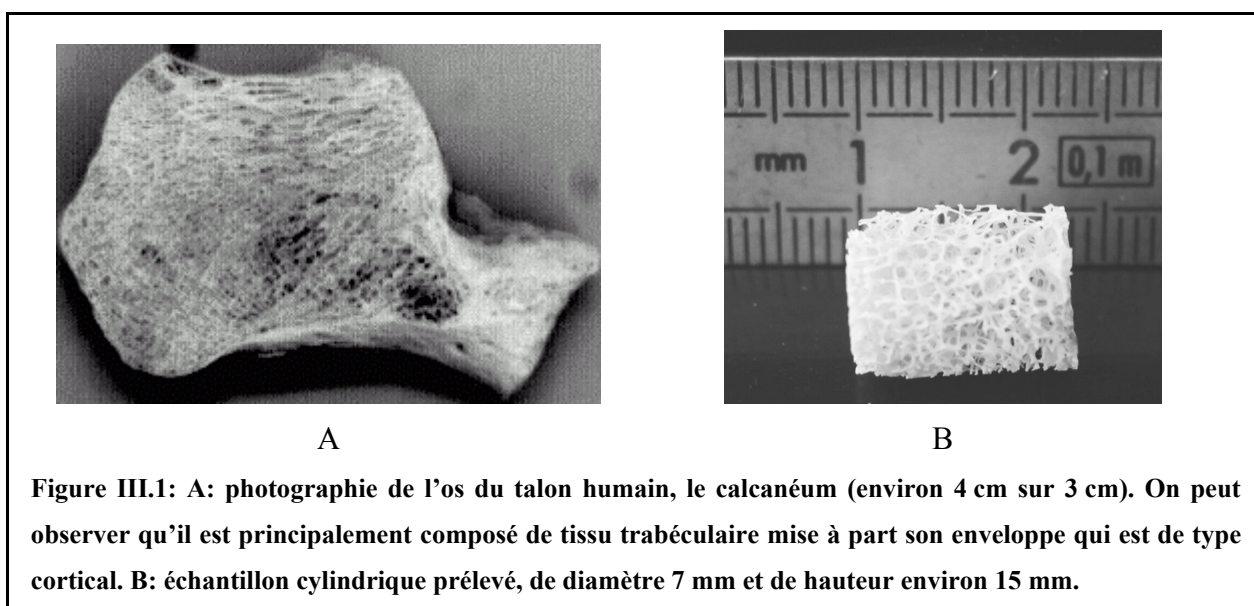 mm 1 2 0,1 m
A B
Figure III.1: A: photographie de l'os du talon humain, le calcanéum (environ 4 cm sur 3 cm). On peut
observer qu'il est principalement composé de tissu trabéculaire mise à part son enveloppe qui est de type
cortical. B: échantillon cylindrique prélevé, de diamètre 7 mm et de hauteur environ 15 mm.